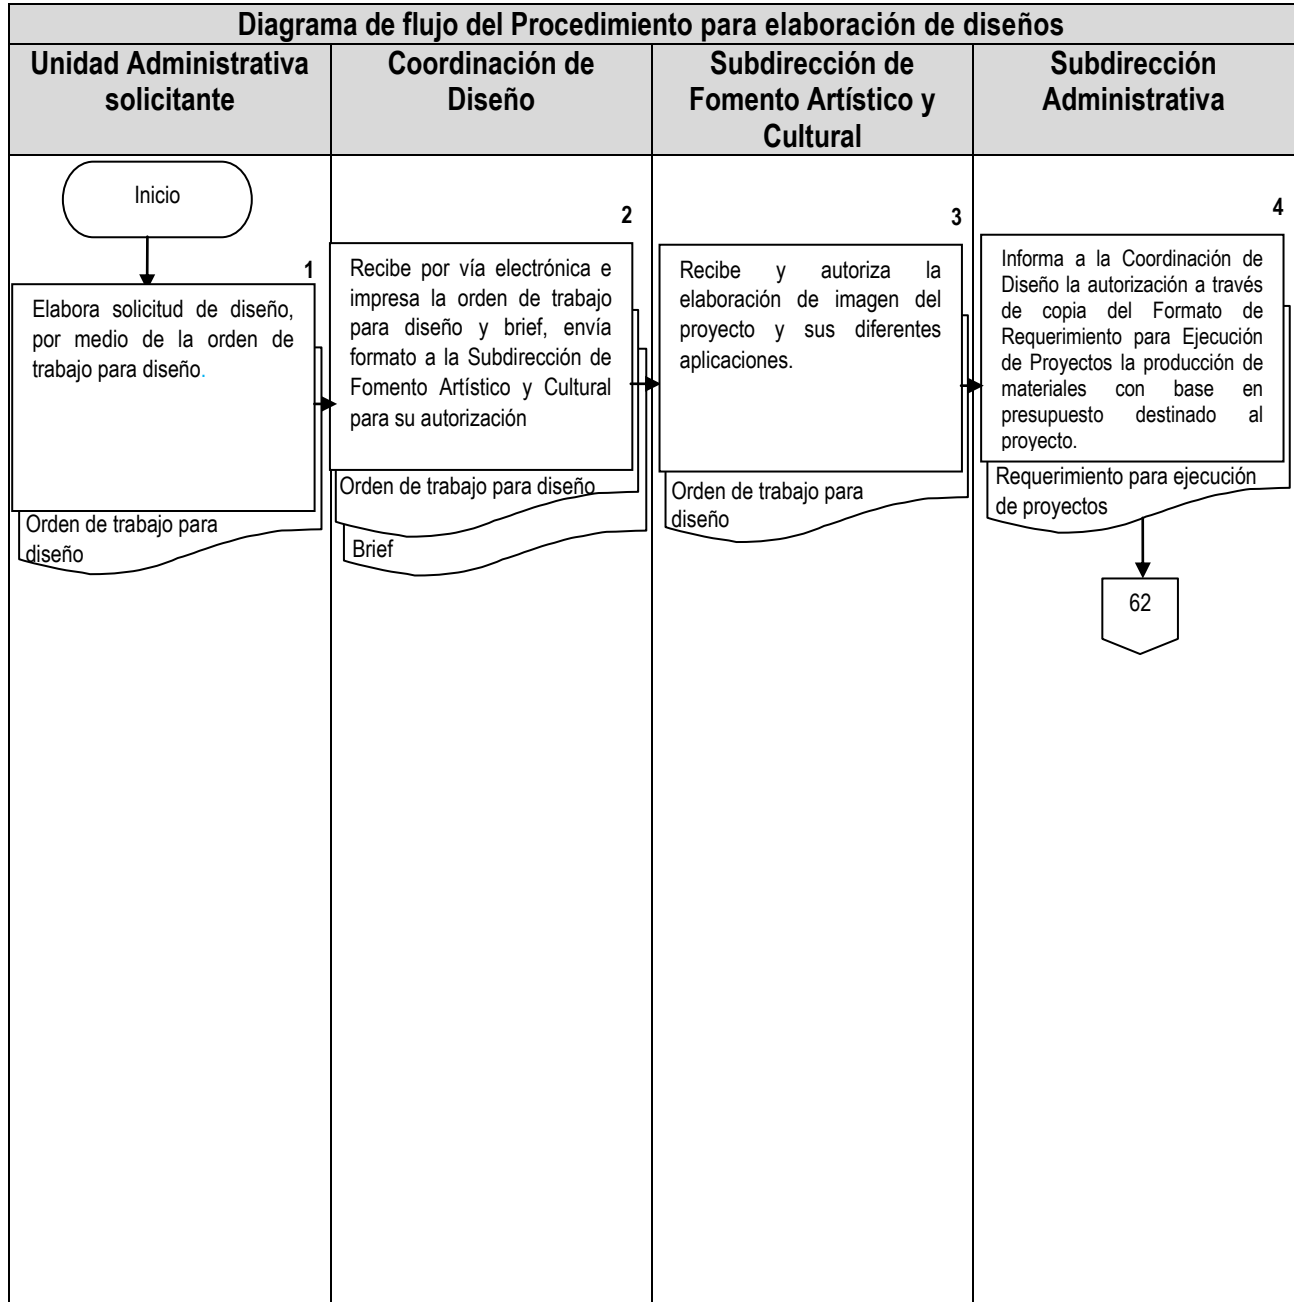 Diagrama de flujo del Procedimiento para elaboración de diseños
Unidad Administrativa
solicitante
Coordinación de
Diseño
Subdirección de
Fomento Artístico y
Cultural
Subdirección
Administrativa
Inicio
1
Elabora solicitud de diseño,
por medio de la orden de
trabajo para diseño.
Orden de trabajo para
diseño
2
Recibe por vía electrónica e
impresa la orden de trabajo
para diseño y brief, envía
formato a la Subdirección de
Fomento Artístico y Cultural
para su autorización
Orden de trabajo para diseño
Brief
3
Recibe y autoriza la
elaboración de imagen del
proyecto y sus diferentes
aplicaciones.
Orden de trabajo para
diseño
4
Informa a la Coordinación de
Diseño la autorización a través
de copia del Formato de
Requerimiento para Ejecución
de Proyectos la producción de
materiales con base en
presupuesto destinado al
proyecto.
Requerimiento para ejecución
de proyectos
62